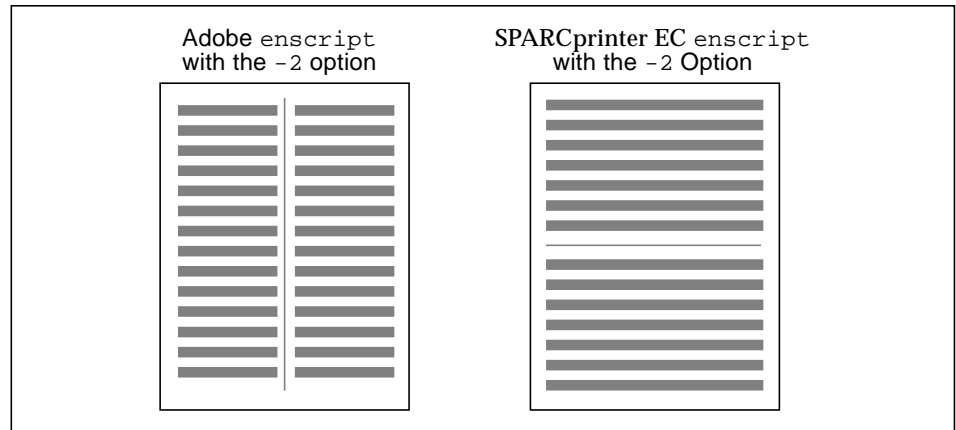 Adobe enscript
with the -2 option
SPARCprinter EC enscript
with the -2 Option